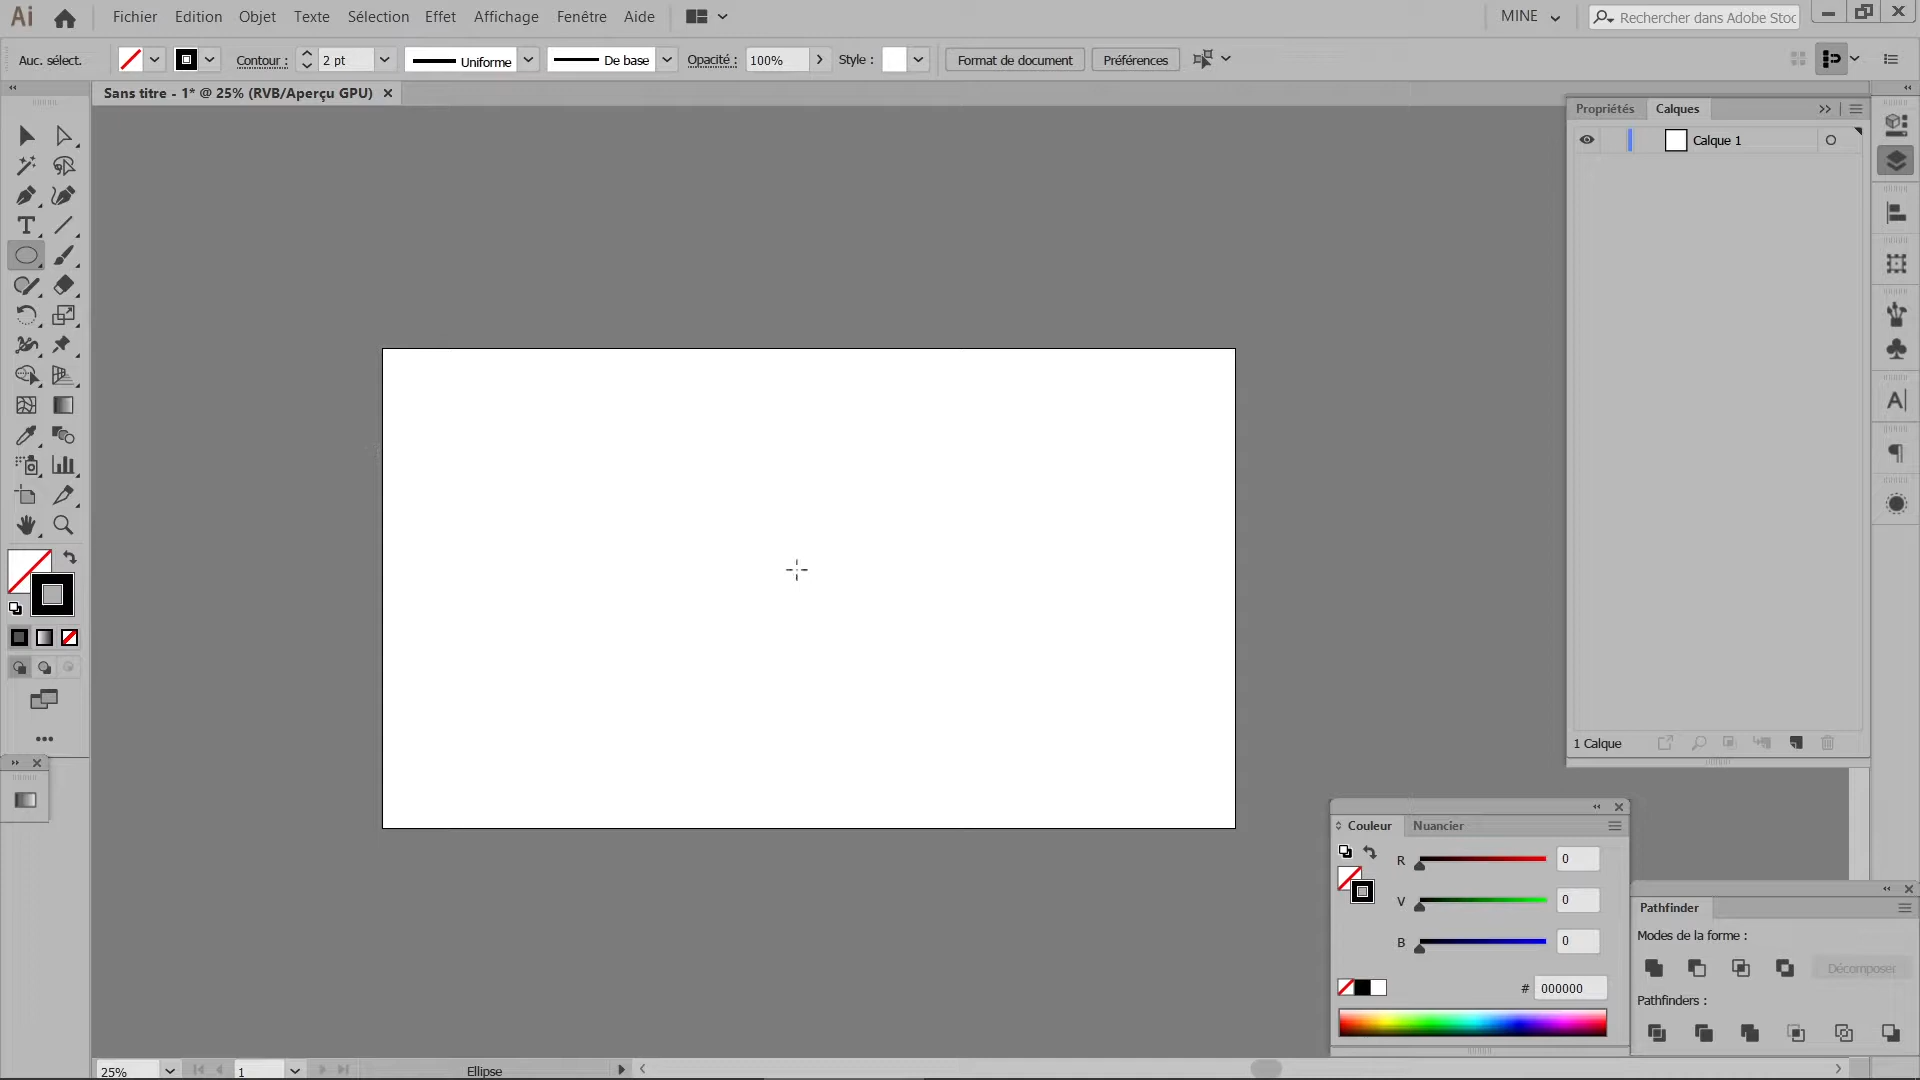 Ai Fichier Edition Objet Texte Sélection Effet Affichage Fenêtre Aide MINE Rechercher dans Adobe Stoc
Auc. sélect. Contour : 2 pt Uniforme De base Opacité : 100% Style : Format de document Préférences
Sans titre - 1* @ 25% (RVB/Aperçu GPU)
Propriétés Calques
Calque 1
1 Calque
Couleur Nuancier
R 0
V 0
B 0
# 000000
Pathfinder
Modes de la forme :
Décomposer
Pathfinders :
25% 1 Ellipse